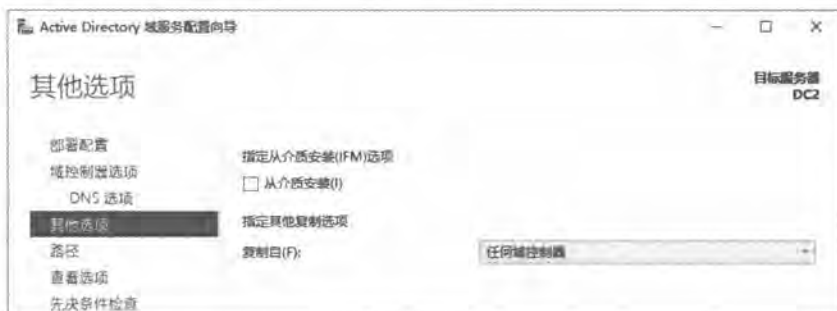 Active Directory 域服务配置向导
其他选项
目标服务器
DC2
部署配置
域控制器选项
DNS 选项
其他选项
路径
查看选项
先决条件检查
指定从介质安装(IFM)选项
从介质安装(I)
指定其他复制选项
复制自(F):
任何域控制器